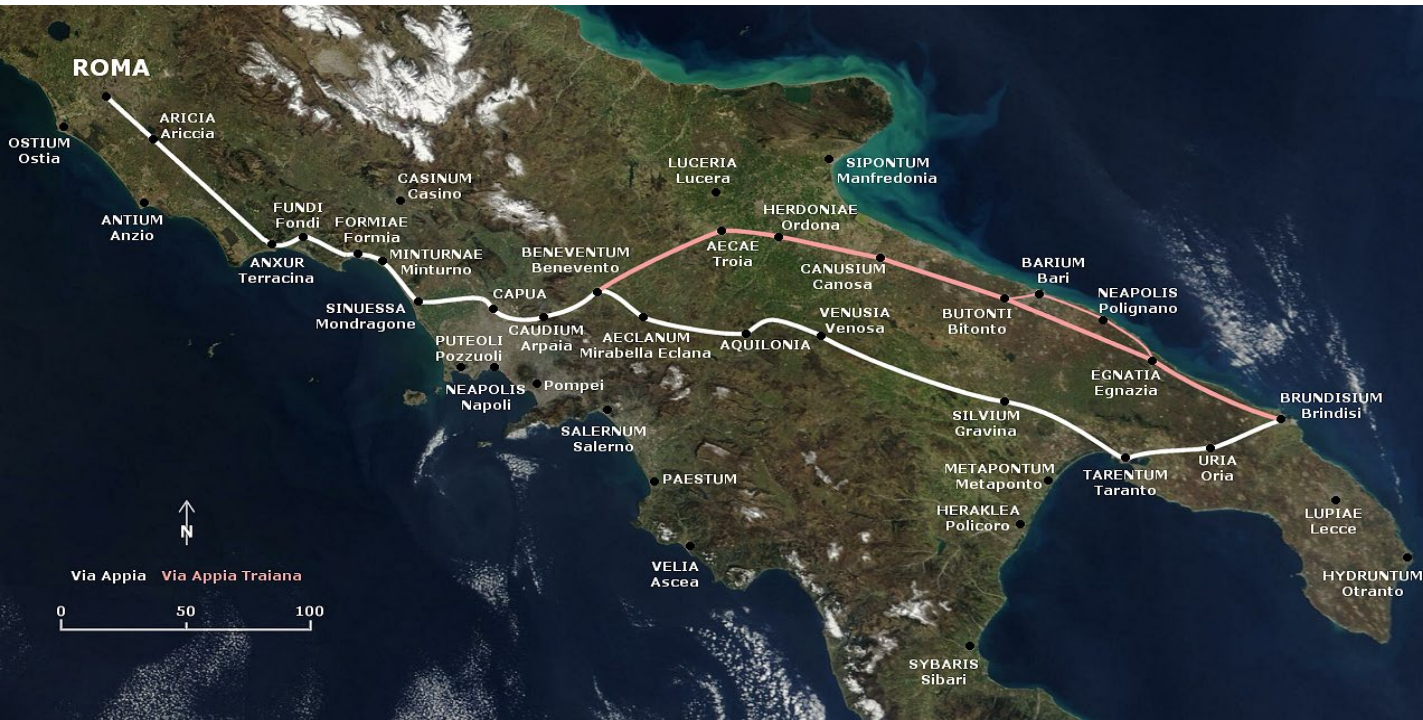 ROMA
ARICIA
Ariccia
OSTIUM
Ostia
ANTIUM
Anzio
FUNDI
Fondi
FORMIAE
Formia
CASINUM
Casino
ANXUR
Terracina
MINTURNAE
Minturno
SINUESSA
Mondragone
CAPUA
CAUDIUM
Arpaia
PUTEOLI
Pozzuoli
NEAPOLIS
Napoli
Pompei
SALERNUM
Salerno
PAESTUM
VELIA
Ascea
BENEVENTUM
Benevento
AECLANUM
Mirabella Eclana
AQUILONIA
VENUSIA
Venosa
LUCERIA
Lucera
SIPONTUM
Manfredonia
AECAE
Troia
HERDONIAE
Ordona
CANUSIUM
Canosa
BUTONTI
Bitonto
BARIUM
Bari
NEAPOLIS
Polignano
EGNATIA
Egnazia
BRUNDISIUM
Brindisi
SILVIUM
Gravina
TARENTUM
Taranto
URIA
Oria
METAPONTUM
Metaponto
HERAKLEA
Policoro
LUPIAE
Lecce
HYDRUNTUM
Otranto
SYBARIS
Sibari
N
Via Appia Via Appia Traiana
0 50 100